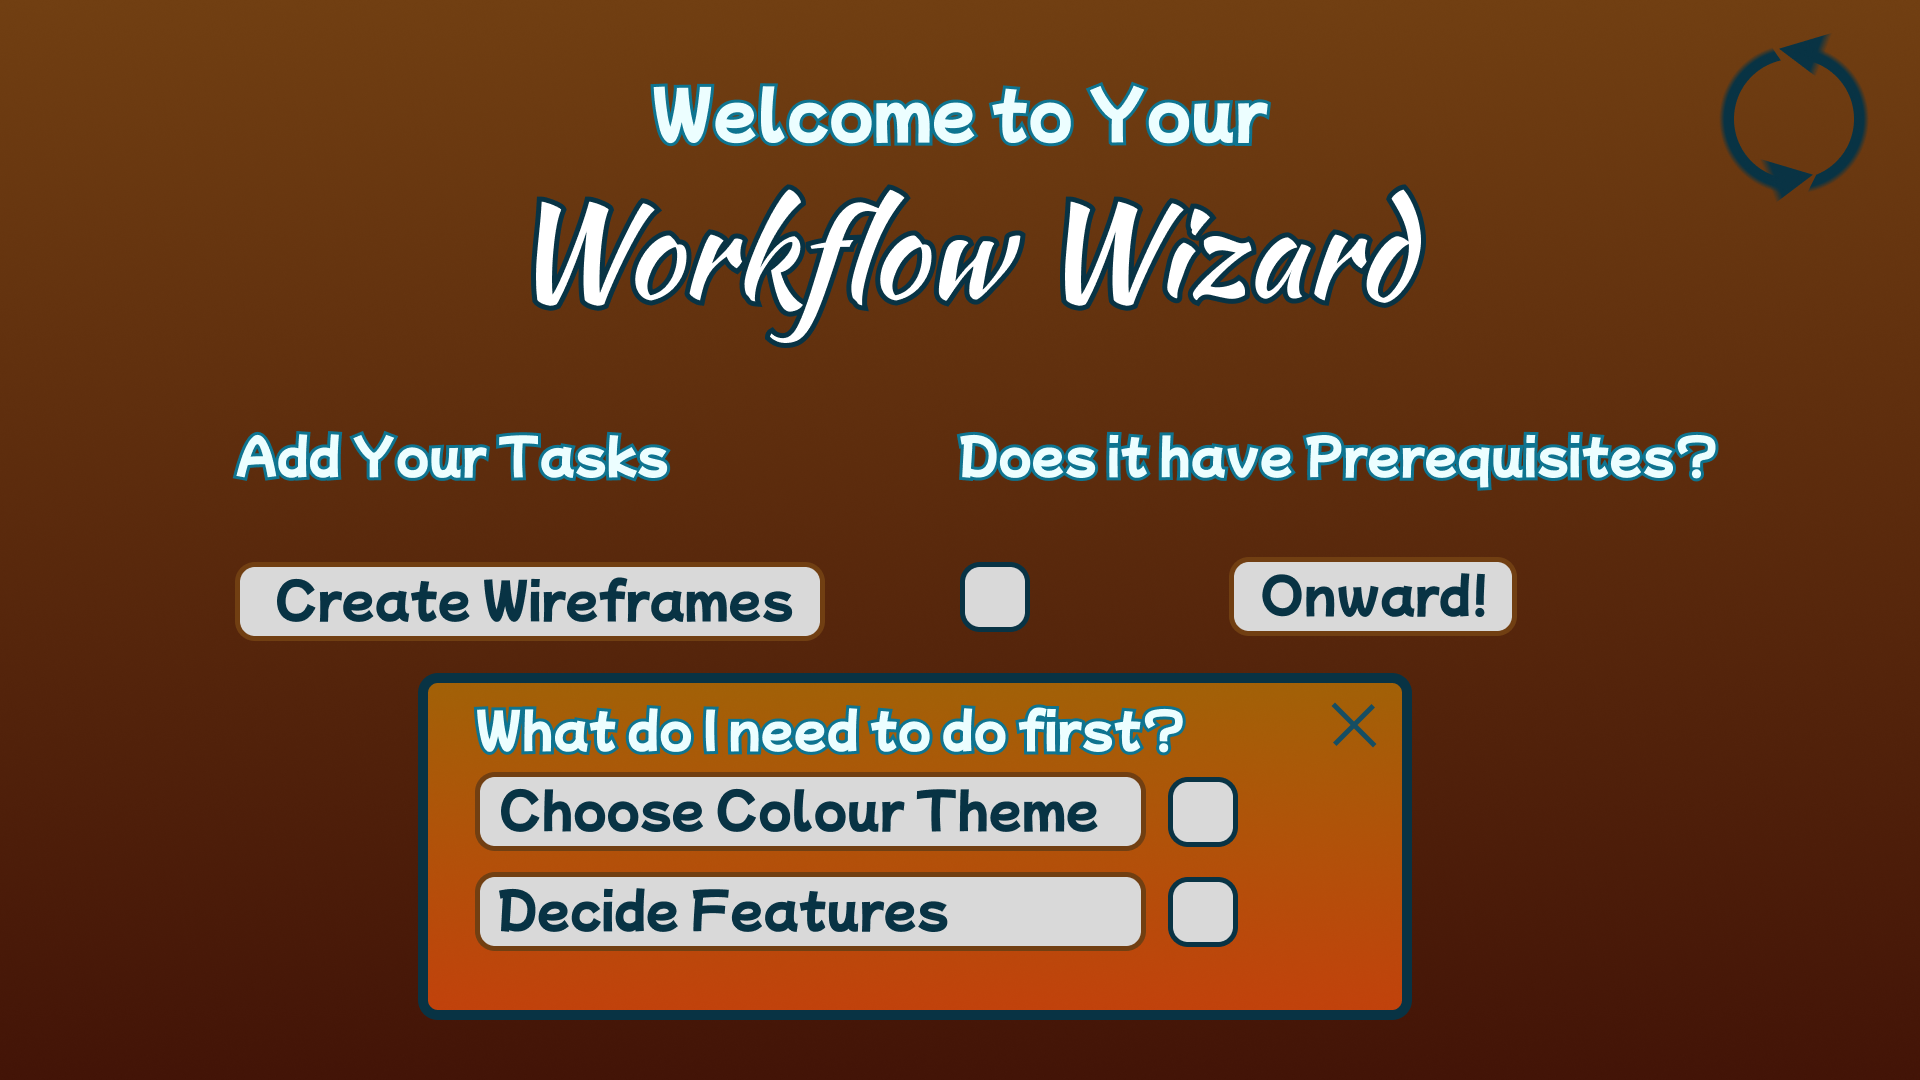 Welcome to Your
Workflow Wizard
Add Your Tasks
Does it have Prerequisites?
Create Wireframes
Onward!
What do I need to do first?
Choose Colour Theme
Decide Features